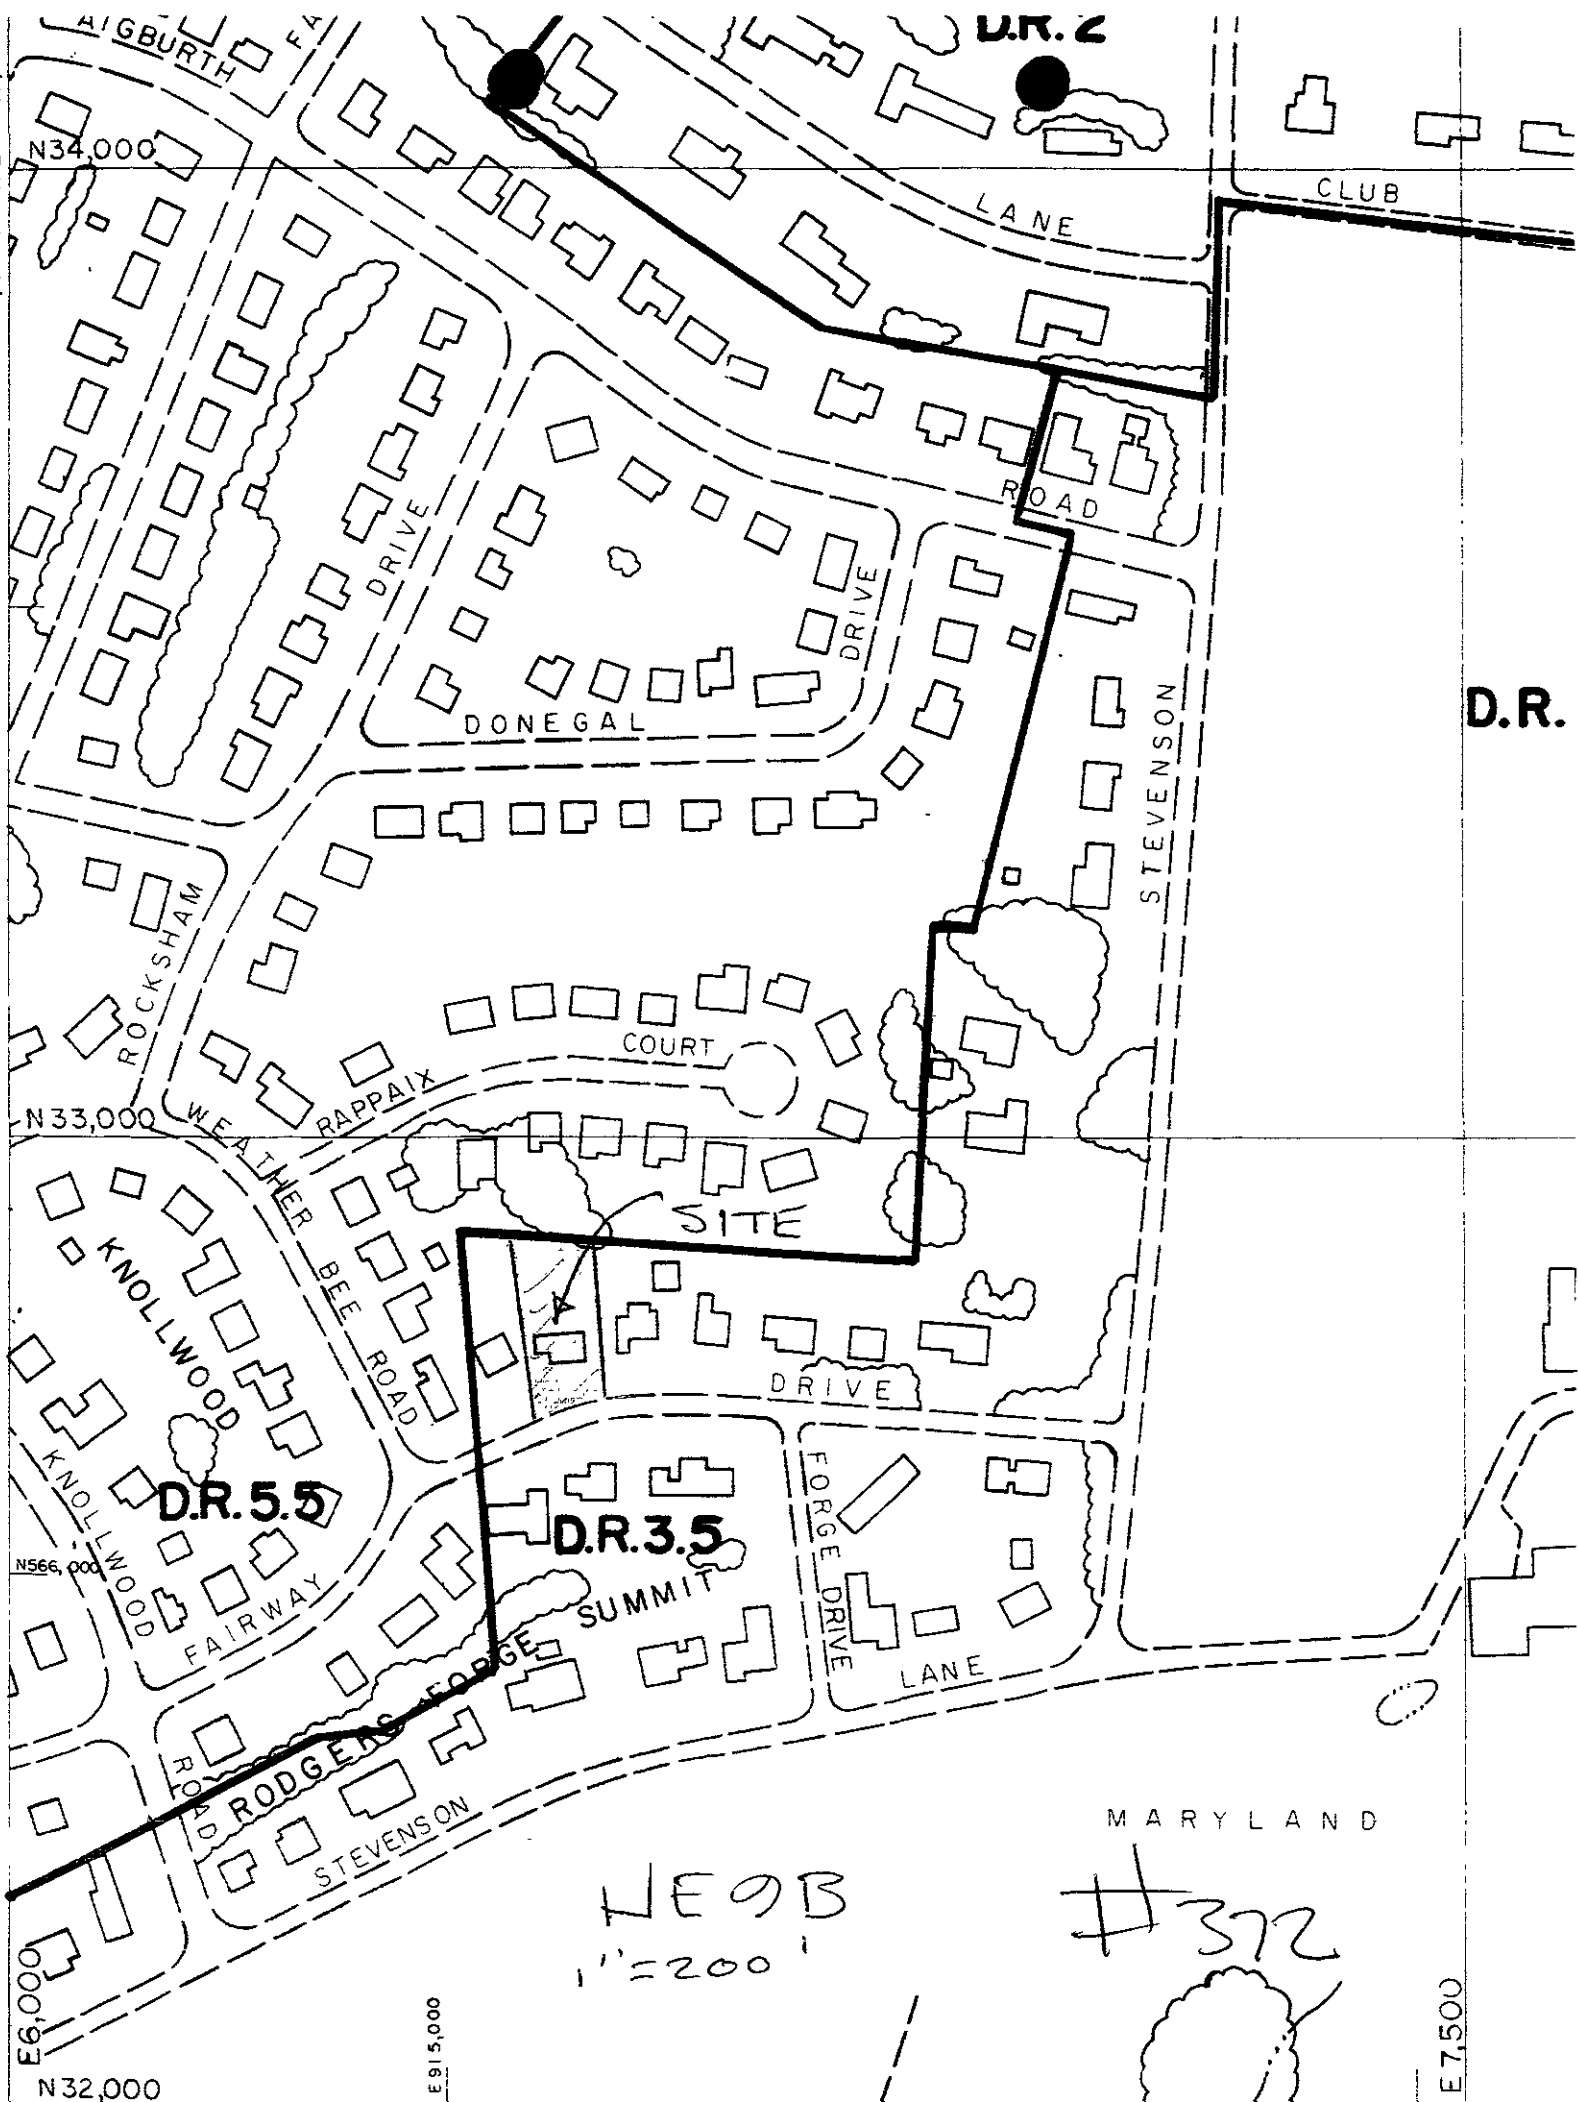 D.R. 2
AIGBURTH
FA
N34,000
CLUB
LANE
ROAD
DRIVE
DRIVE
DONEGAL
STEVENSON
D.R.
ROCKSHAM
COURT
RAPPAIX
N33,000
WEATHER BEE ROAD
SITE
KNOLLWOOD
DRIVE
KNOLLWOOD
D.R. 5.5
D.R. 3.5
FORGE DRIVE
N566,000
FAIRWAY
RODGERS FORGE SUMMIT
LANE
ROAD
STEVENSON
MARYLAND
NE9B
1"=200'
#372
E6,000
E915,000
E7,500
N32,000